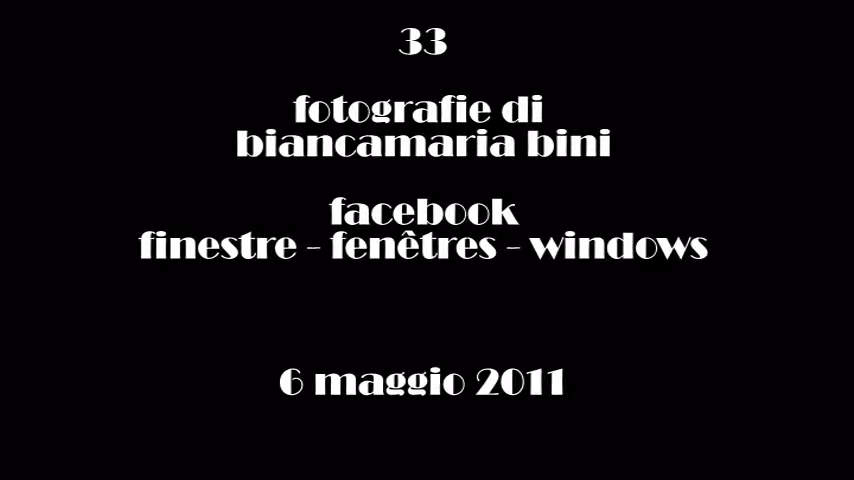 33
fotografie di
biancamaria bini
facebook
finestre - fenêtres - windows
6 maggio 2011